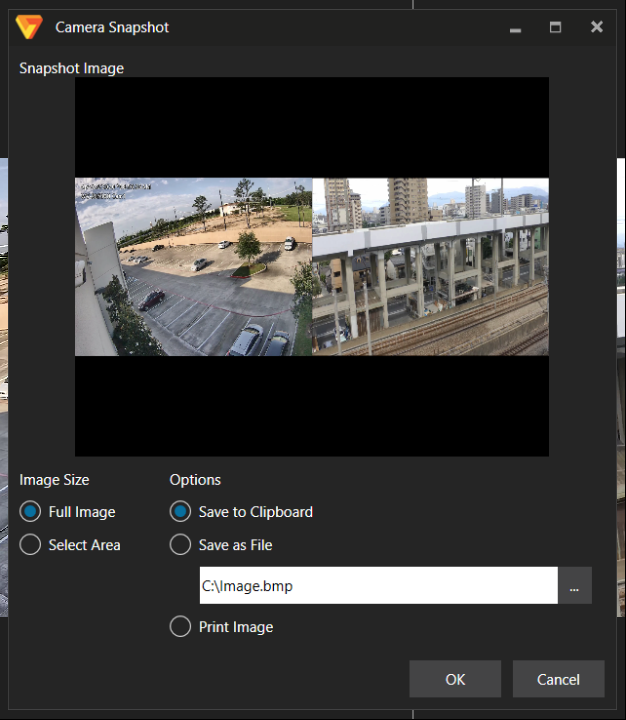 Camera Snapshot
Snapshot Image
Image Size
Options
Full Image
Save to Clipboard
Select Area
Save as File
C:\Image.bmp
...
Print Image
OK
Cancel